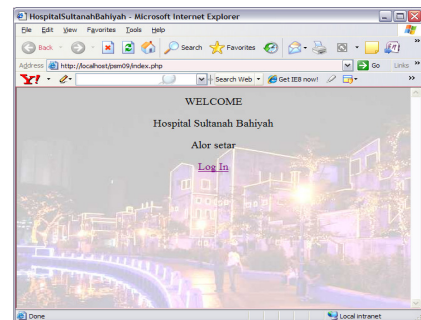 HospitalSultanahBahiyah - Microsoft Internet Explorer
File Edit View Favorites Tools Help
Back Search Favorites
Address http://localhost/psm09/index.php Go Links
Y! Search Web Get IE8 now!
WELCOME
Hospital Sultanah Bahiyah
Alor setar
Log In
Done Local intranet